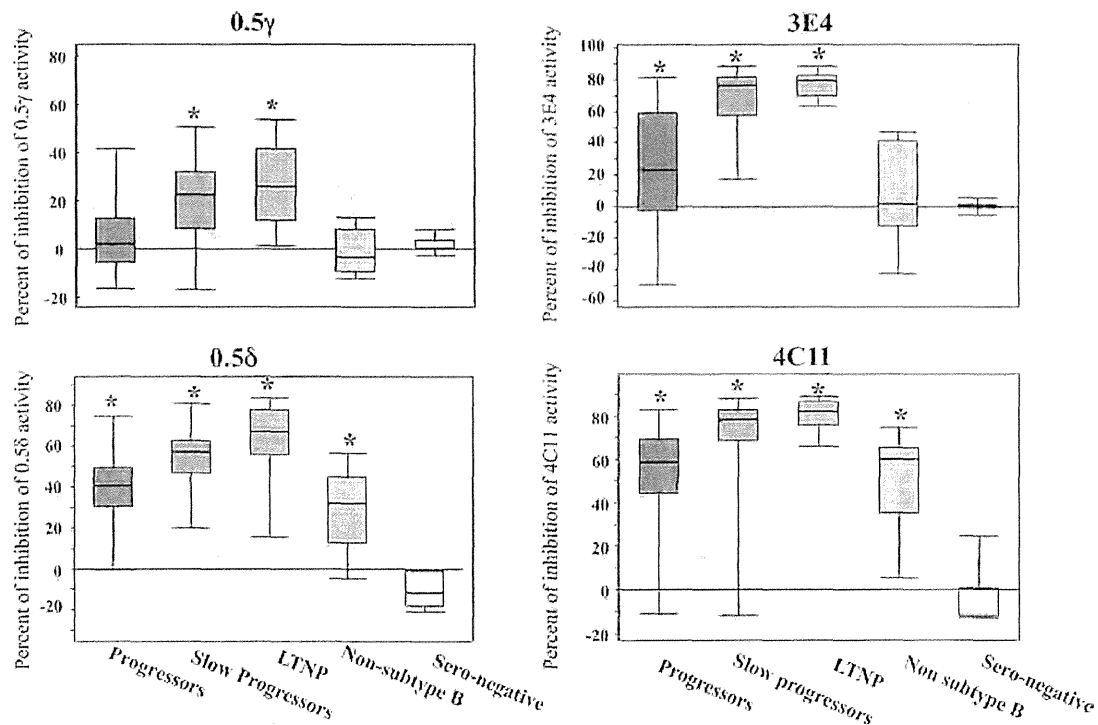 0.5γ
Percent of inhibition of 0.5γ activity
80
60
40
20
0
-20
*
*
3E4
Percent of inhibition of 3E4 activity
100
80
60
40
20
0
-20
-40
-60
*
*
*
0.5δ
Percent of inhibition of 0.5δ activity
80
60
40
20
0
-20
*
*
*
*
Progressors
Slow Progressors
LTNP
Non-subtype B
Sero-negative
4C11
Percent of inhibition of 4C11 activity
80
60
40
20
0
-20
*
*
*
*
Progressors
Slow progressors
LTNP
Non subtype B
Sero-negative